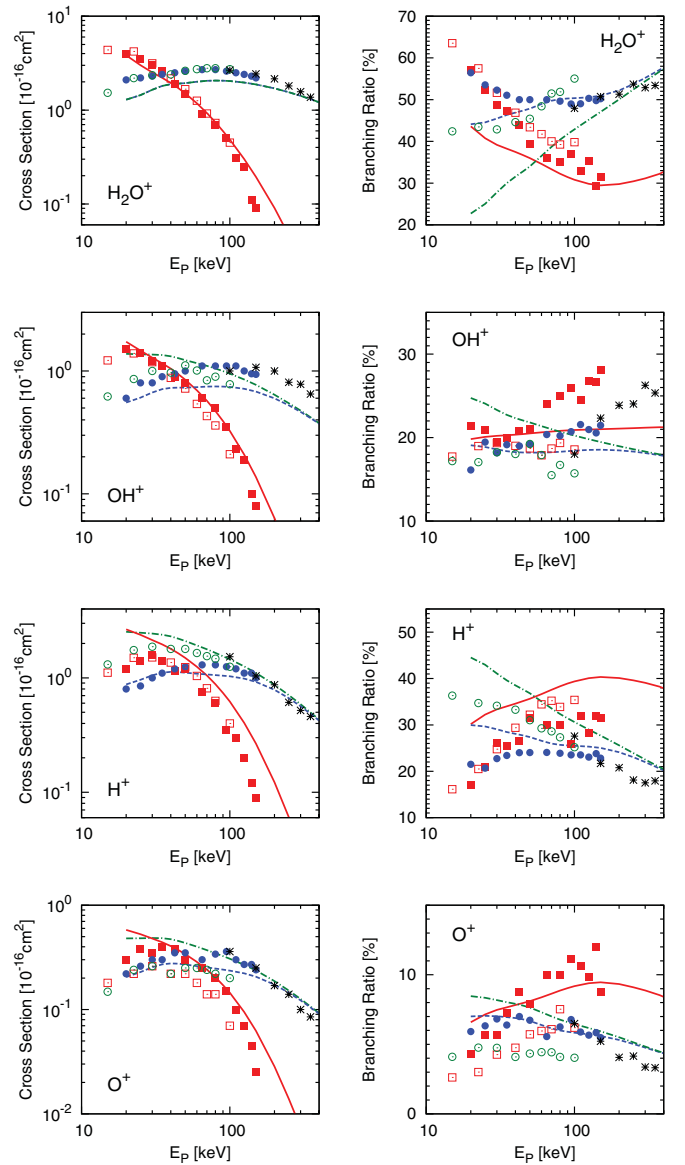 10¹
10⁰
10⁻¹
Cross Section [10⁻¹⁶cm²]
H₂O⁺
10
100
E_P [keV]
70
60
50
40
30
20
Branching Ratio [%]
H₂O⁺
10
100
E_P [keV]
10⁰
10⁻¹
Cross Section [10⁻¹⁶cm²]
OH⁺
10
100
E_P [keV]
30
20
10
Branching Ratio [%]
OH⁺
10
100
E_P [keV]
10⁰
10⁻¹
Cross Section [10⁻¹⁶cm²]
H⁺
10
100
E_P [keV]
50
40
30
20
10
Branching Ratio [%]
H⁺
10
100
E_P [keV]
10⁰
10⁻¹
10⁻²
Cross Section [10⁻¹⁶cm²]
O⁺
10
100
E_P [keV]
10
0
Branching Ratio [%]
O⁺
10
100
E_P [keV]